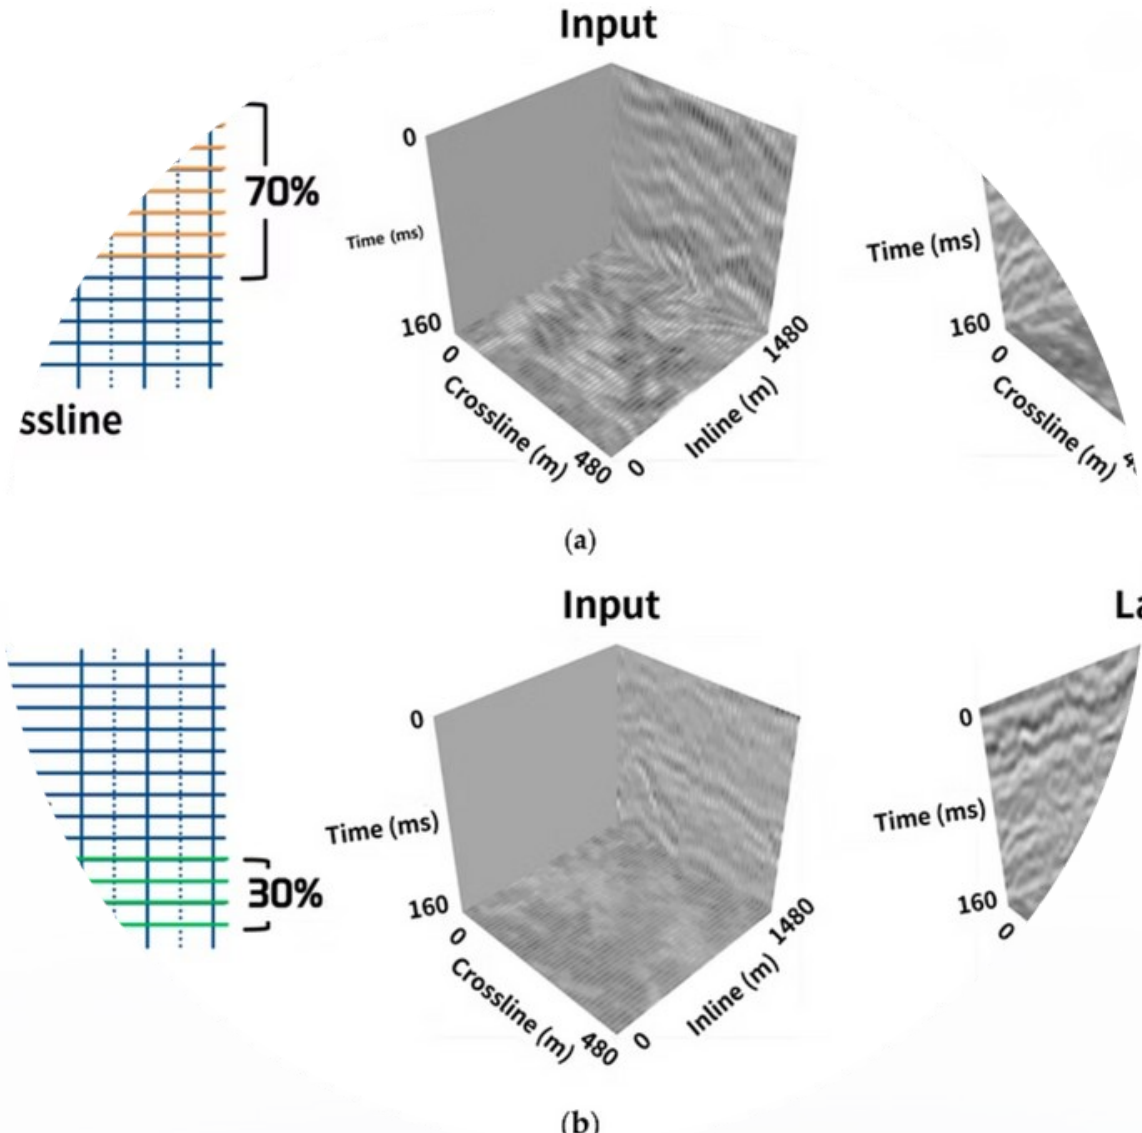 Input
70%
ssline
0
Time (ms)
160
0
Crossline (m)
480
0
Inline (m)
1480
Time (ms)
160
0
Crossline (m)
(a)
Input
30%
0
Time (ms)
160
0
Crossline (m)
480
0
Inline (m)
1480
La
0
Time (ms)
160
0
(b)